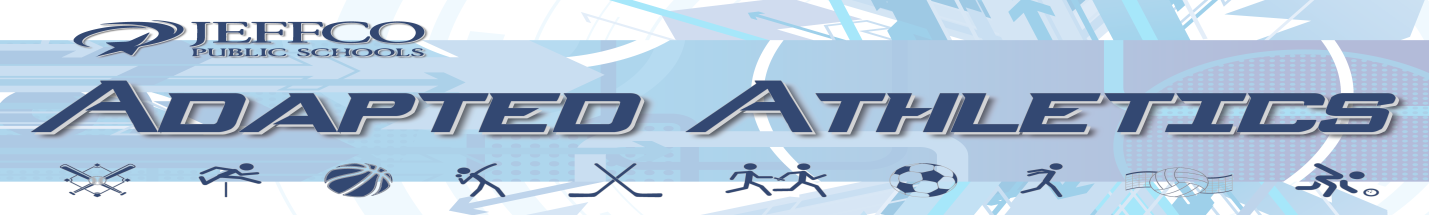 JEFFCO
PUBLIC SCHOOLS
ADAPTED ATHLETICS